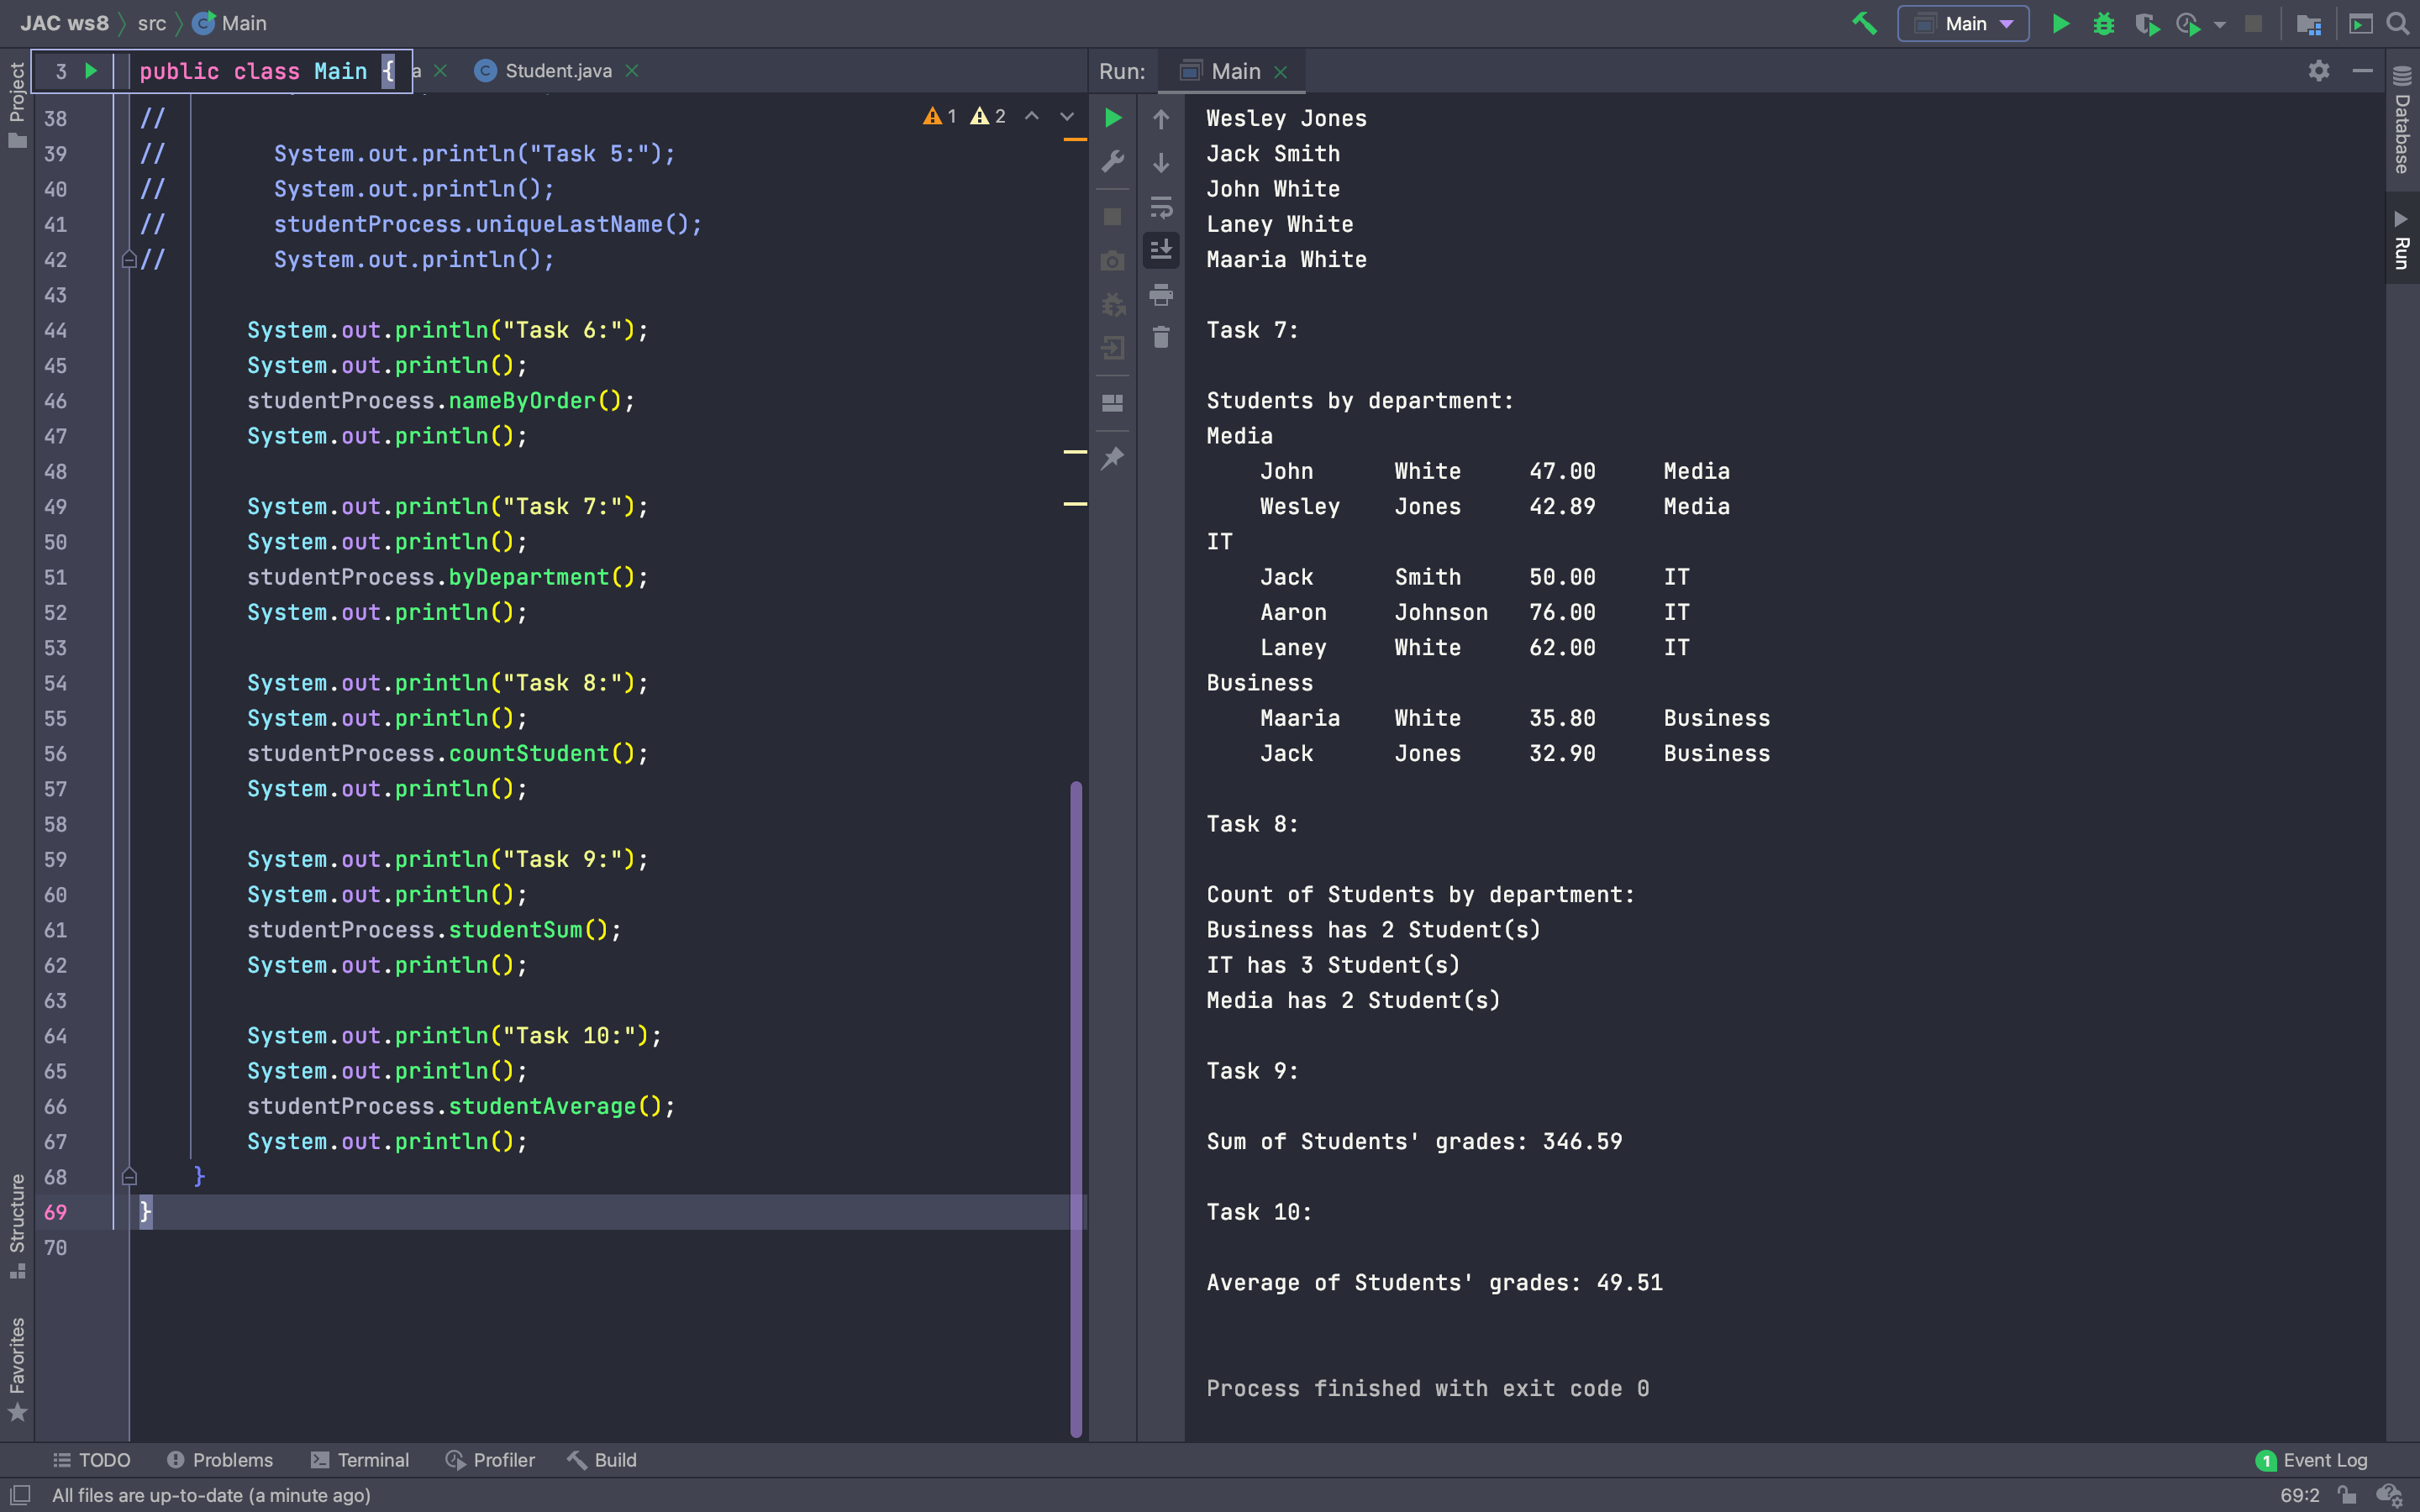 JAC ws8 src Main
Main
3 public class Main {
a Student.java
Run: Main
Project
1 2
38 //
39 // System.out.println("Task 5:");
40 // System.out.println();
41 // studentProcess.uniqueLastName();
42 // System.out.println();
43
44 System.out.println("Task 6:");
45 System.out.println();
46 studentProcess.nameByOrder();
47 System.out.println();
48
49 System.out.println("Task 7:");
50 System.out.println();
51 studentProcess.byDepartment();
52 System.out.println();
53
54 System.out.println("Task 8:");
55 System.out.println();
56 studentProcess.countStudent();
57 System.out.println();
58
59 System.out.println("Task 9:");
60 System.out.println();
61 studentProcess.studentSum();
62 System.out.println();
63
64 System.out.println("Task 10:");
65 System.out.println();
66 studentProcess.studentAverage();
67 System.out.println();
68 }
69 }
70
Structure
Favorites
Wesley Jones
Jack Smith
John White
Laney White
Maaria White
Task 7:
Students by department:
Media
John White 47.00 Media
Wesley Jones 42.89 Media
IT
Jack Smith 50.00 IT
Aaron Johnson 76.00 IT
Laney White 62.00 IT
Business
Maaria White 35.80 Business
Jack Jones 32.90 Business
Task 8:
Count of Students by department:
Business has 2 Student(s)
IT has 3 Student(s)
Media has 2 Student(s)
Task 9:
Sum of Students' grades: 346.59
Task 10:
Average of Students' grades: 49.51
Process finished with exit code 0
Database
Run
TODO Problems Terminal Profiler Build
1 Event Log
All files are up-to-date (a minute ago)
69:2